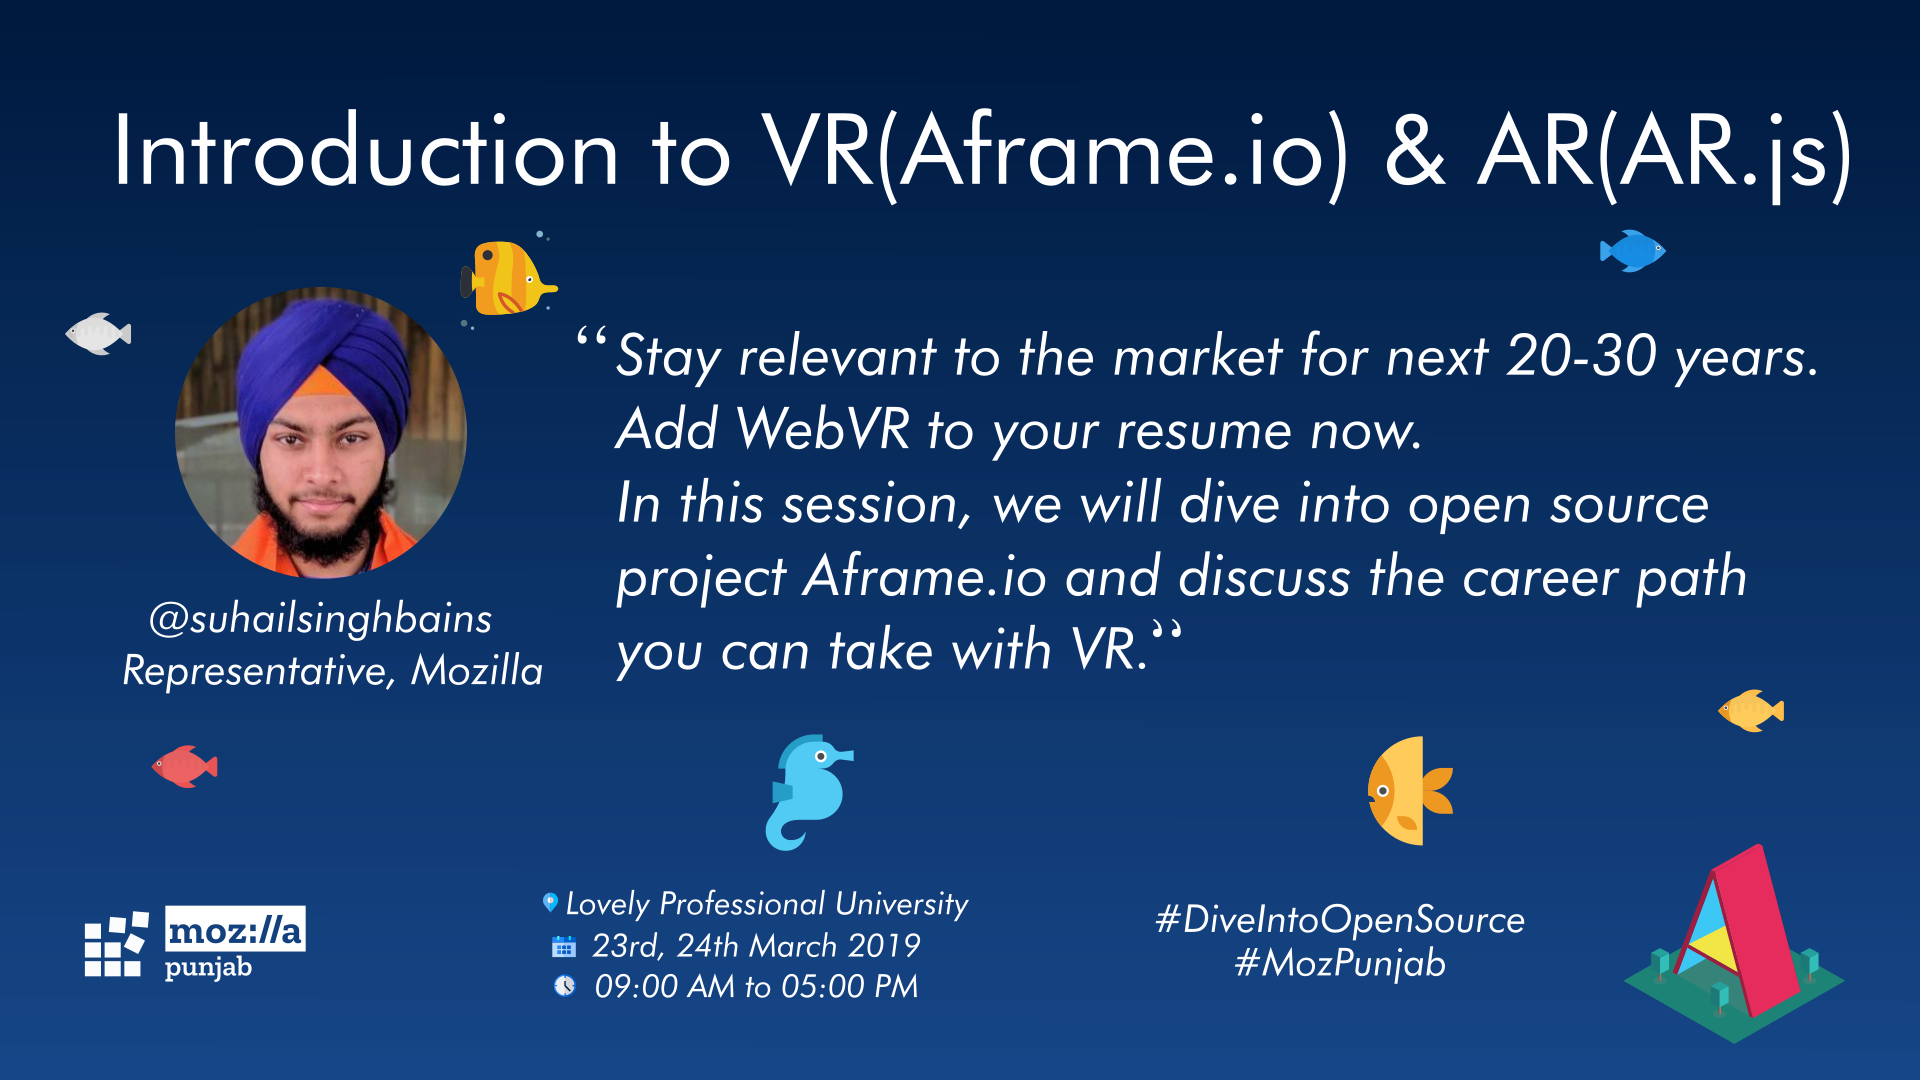 Introduction to VR(Aframe.io) & AR(AR.js)
“Stay relevant to the market for next 20-30 years.
Add WebVR to your resume now.
In this session, we will dive into open source
project Aframe.io and discuss the career path
you can take with VR.”
@suhailsinghbains
Representative, Mozilla
moz://a
punjab
Lovely Professional University
23rd, 24th March 2019
09:00 AM to 05:00 PM
#DiveIntoOpenSource
#MozPunjab